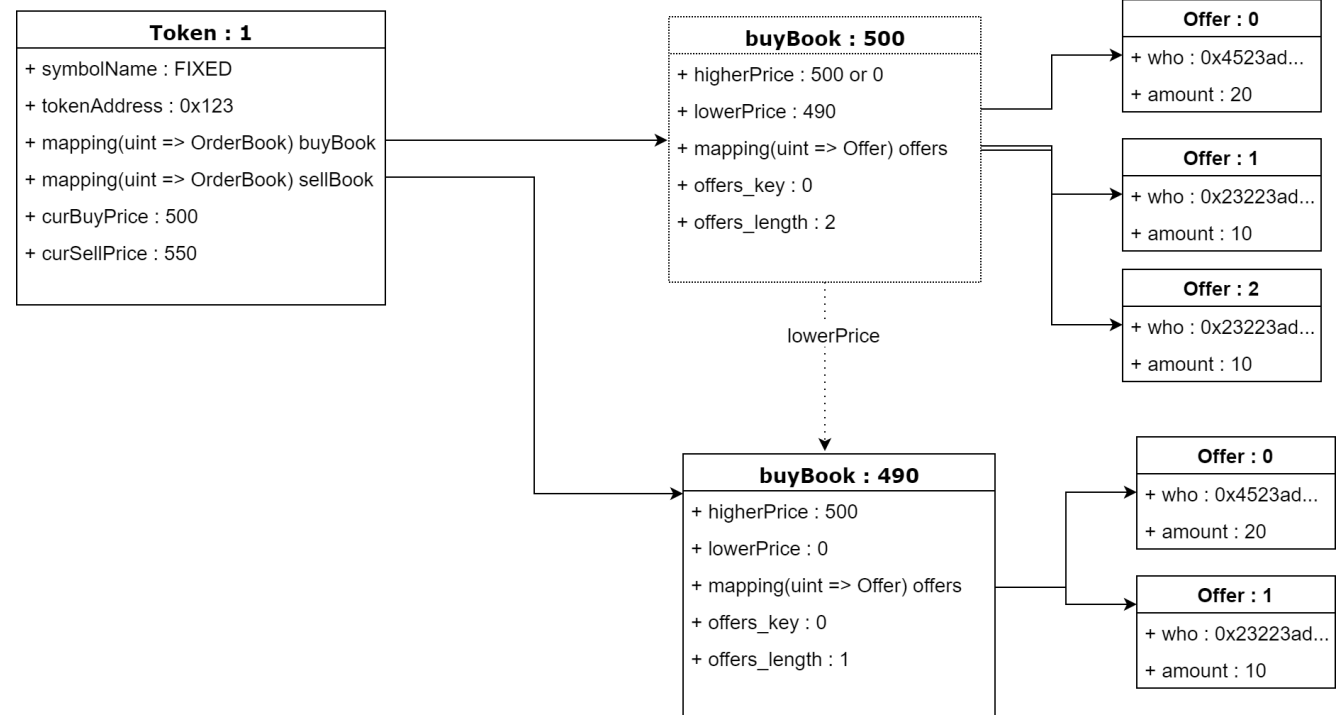 Token : 1
+ symbolName : FIXED
+ tokenAddress : 0x123
+ mapping(uint => OrderBook) buyBook
+ mapping(uint => OrderBook) sellBook
+ curBuyPrice : 500
+ curSellPrice : 550
buyBook : 500
+ higherPrice : 500 or 0
+ lowerPrice : 490
+ mapping(uint => Offer) offers
+ offers_key : 0
+ offers_length : 2
Offer : 0
+ who : 0x4523ad...
+ amount : 20
Offer : 1
+ who : 0x23223ad...
+ amount : 10
Offer : 2
+ who : 0x23223ad...
+ amount : 10
lowerPrice
buyBook : 490
+ higherPrice : 500
+ lowerPrice : 0
+ mapping(uint => Offer) offers
+ offers_key : 0
+ offers_length : 1
Offer : 0
+ who : 0x4523ad...
+ amount : 20
Offer : 1
+ who : 0x23223ad...
+ amount : 10